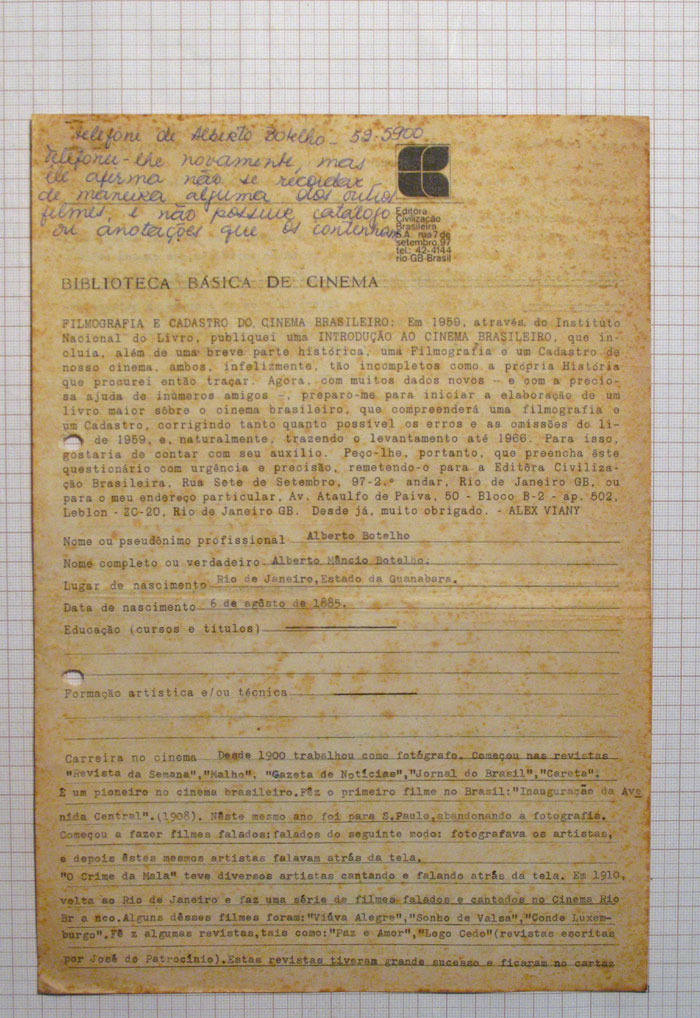 Telefone de Alberto Botelho - 52-5900
Telefonei-lhe novamente, mas
ele afirma não se recordar
de maneira alguma dos outros
filmes, e não possue catálogo
ou anotações que os contenham
Editora
Civilização
Brasileira
S.A. rua 7 de
setembro 97
tel: 42-4144
rio GB Brasil
BIBLIOTECA BÁSICA DE CINEMA
FILMOGRAFIA E CADASTRO DO CINEMA BRASILEIRO: Em 1959, através do Instituto
Nacional do Livro, publiquei uma INTRODUÇÃO AO CINEMA BRASILEIRO, que in-
cluia, além de uma breve parte histórica, uma Filmografia e um Cadastro de
nosso cinema, ambos, infelizmente, tão incompletos como a própria História
que procurei então traçar. Agora, com muitos dados novos - e com a precio-
sa ajuda de inúmeros amigos -, preparo-me para iniciar a elaboração de um
livro maior sôbre o cinema brasileiro, que compreenderá uma filmografia e
um Cadastro, corrigindo tanto quanto possível os erros e as omissões do li-
de 1959, e, naturalmente, trazendo o levantamento até 1966. Para isso,
gostaria de contar com seu auxílio. Peço-lhe, portanto, que preencha êste
questionário com urgência e precisão, remetendo-o para a Editôra Civiliza-
ção Brasileira, Rua Sete de Setembro, 97-2.º andar, Rio de Janeiro GB, ou
para o meu endereço particular, Av. Ataulfo de Paiva, 50 - Bloco B-2 - ap. 502,
Leblon - ZC-20, Rio de Janeiro GB. Desde já, muito obrigado. - ALEX VIANY
Nome ou pseudônimo profissional Alberto Botelho
Nome completo ou verdadeiro Alberto Mâncio Botelho.
Lugar de nascimento Rio de Janeiro,Estado da Guanabara.
Data de nascimento 6 de agôsto de 1885.
Educação (cursos e títulos)
Formação artística e/ou técnica
Carreira no cinema Desde 1900 trabalhou como fotógrafo. Começou nas revistas
"Revista da Semana","Malho", "Gazeta de Notícias","Jornal do Brasil","Careta".
É um pioneiro no cinema brasileiro.Fêz o primeiro filme no Brasil:"Inauguração da Ave
nida Central".(1908). Nêste mesmo ano foi para S.Paulo,abandonando a fotografia.
Começou a fazer filmes falados:falados do seguinte modo: fotografava os artistas,
e depois êstes mesmos artistas falavam atrás da tela.
"O Crime da Mala" teve diversos artistas cantando e falando atrás da tela. Em 1910,
volta ao Rio de Janeiro e faz uma série de filmes falados e cantados no Cinema Rio
Br a nco.Alguns dêsses filmes foram:"Viúva Alegre","Sonho de Valsa","Conde Luxem-
burgo".Fê z algumas revistas,tais como:"Paz e Amor","Logo Cedo"(revistas escritas
por José do Patrocínio).Estas revistas tiveram grande sucesso e ficaram no cartaz